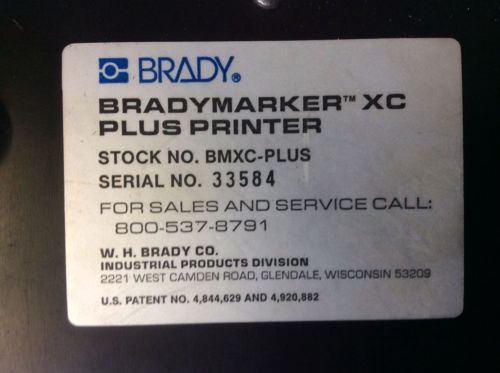 BRADY®
BRADYMARKER™ XC
PLUS PRINTER
STOCK NO. BMXC-PLUS
SERIAL NO. 33584
FOR SALES AND SERVICE CALL:
800-537-8791
W. H. BRADY CO.
INDUSTRIAL PRODUCTS DIVISION
2221 WEST CAMDEN ROAD, GLENDALE, WISCONSIN 53209
U.S. PATENT NO. 4,844,629 AND 4,920,882